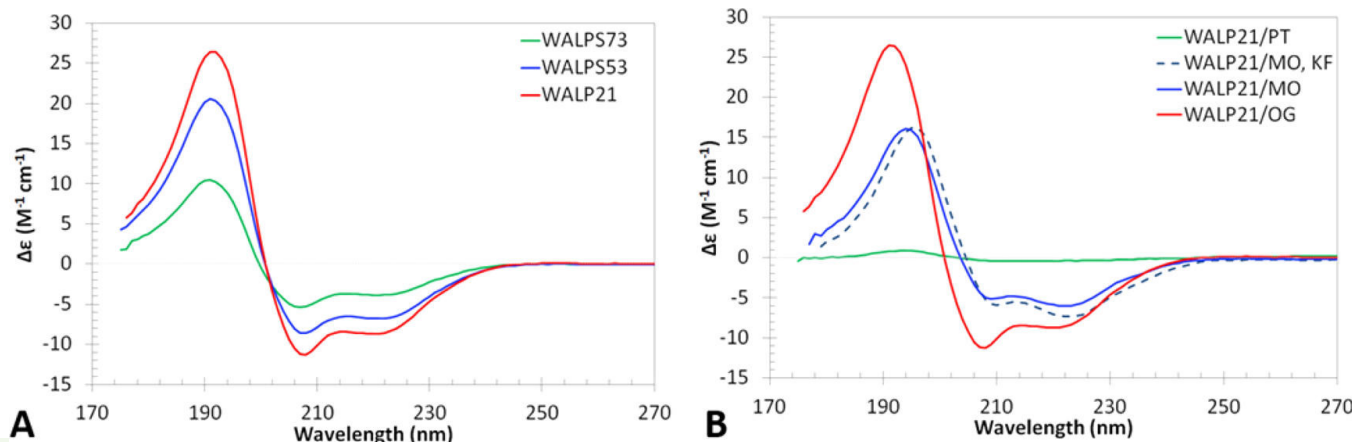 30
25
20
15
10
5
0
-5
-10
-15
170 190 210 230 250 270
Δε (M-1 cm-1)
Wavelength (nm)
WALPS73
WALPS53
WALP21
A
30
25
20
15
10
5
0
-5
-10
-15
170 190 210 230 250 270
Δε (M-1 cm-1)
Wavelength (nm)
WALP21/PT
WALP21/MO, KF
WALP21/MO
WALP21/OG
B